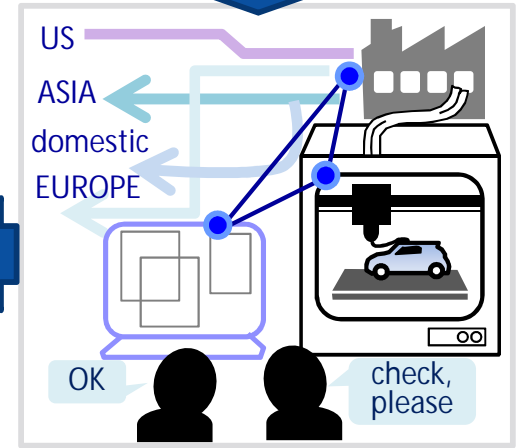 US
ASIA
domestic
EUROPE
OK
check,
please